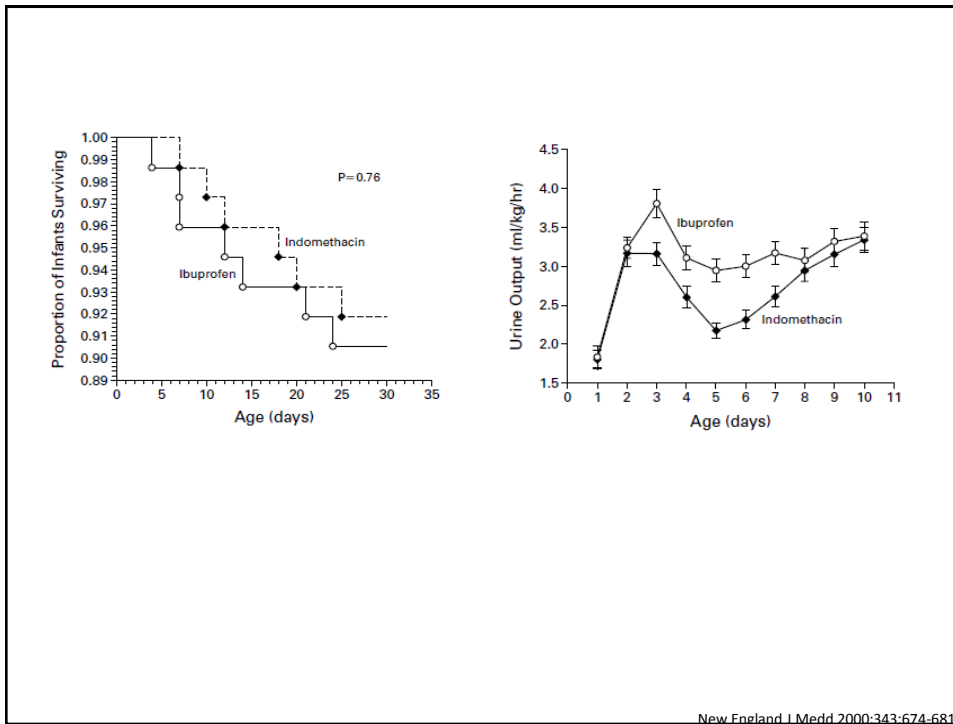 1.00
0.99
0.98
0.97
0.96
0.95
0.94
0.93
0.92
0.91
0.90
0.89
Proportion of Infants Surviving
P=0.76
Indomethacin
Ibuprofen
0 5 10 15 20 25 30 35
Age (days)
4.5
4.0
3.5
3.0
2.5
2.0
1.5
Urine Output (ml/kg/hr)
Ibuprofen
Indomethacin
0 1 2 3 4 5 6 7 8 9 10 11
Age (days)
New England J Medd 2000;343:674-681